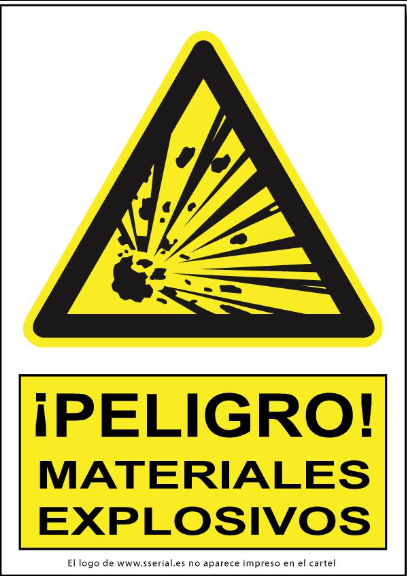 ¡PELIGRO!
MATERIALES
EXPLOSIVOS
El logo de www.sserial.es no aparece impreso en el cartel